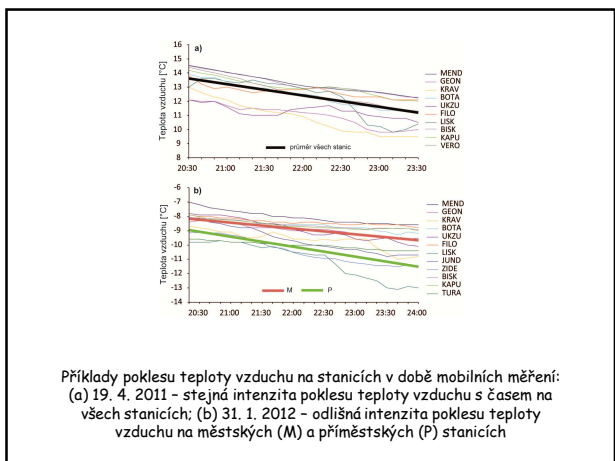 a)
Teplota vzduchu [°C]
16
15
14
13
12
11
10
9
8
průměr všech stanic
20:30 21:00 21:30 22:00 22:30 23:00 23:30
MEND
GEON
KRAV
BOTA
UKZU
FILO
LISK
BISK
KAPU
VERO
b)
Teplota vzduchu [°C]
-6
-7
-8
-9
-10
-11
-12
-13
-14
M P
20:30 21:00 21:30 22:00 22:30 23:00 23:30 24:00
MEND
GEON
KRAV
BOTA
UKZU
FILO
LISK
JUND
ZIDE
BISK
KAPU
TURA
Příklady poklesu teploty vzduchu na stanicích v době mobilních měření:
(a) 19. 4. 2011 – stejná intenzita poklesu teploty vzduchu s časem na
všech stanicích; (b) 31. 1. 2012 – odlišná intenzita poklesu teploty
vzduchu na městských (M) a příměstských (P) stanicích